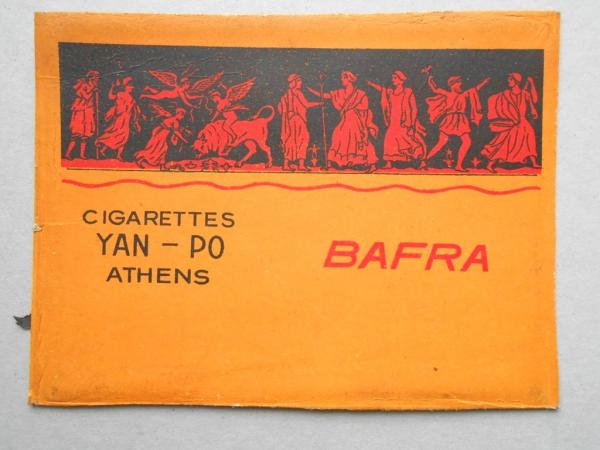 CIGARETTES
YAN - PO
ATHENS
BAFRA